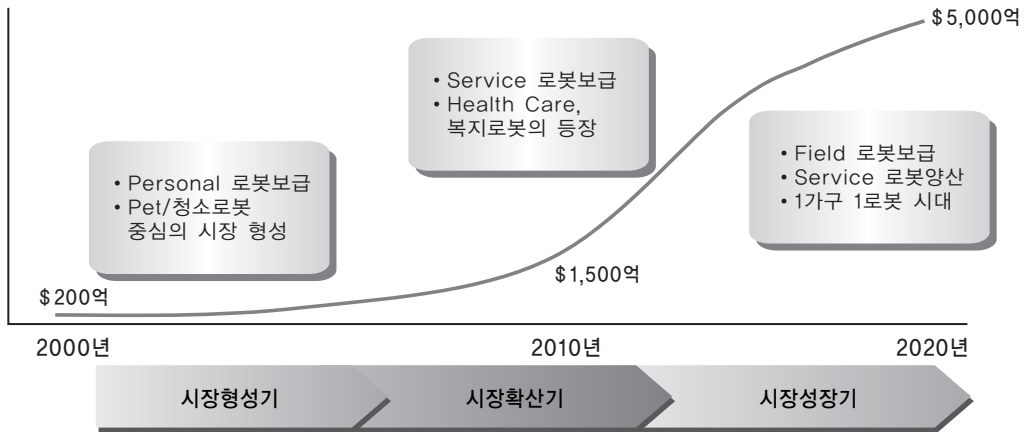 $5,000억
• Service 로봇보급
• Health Care,
복지로봇의 등장
• Field 로봇보급
• Service 로봇양산
• 1가구 1로봇 시대
• Personal 로봇보급
• Pet/청소로봇
중심의 시장 형성
$1,500억
$200억
2000년 2010년 2020년
시장형성기 시장확산기 시장성장기